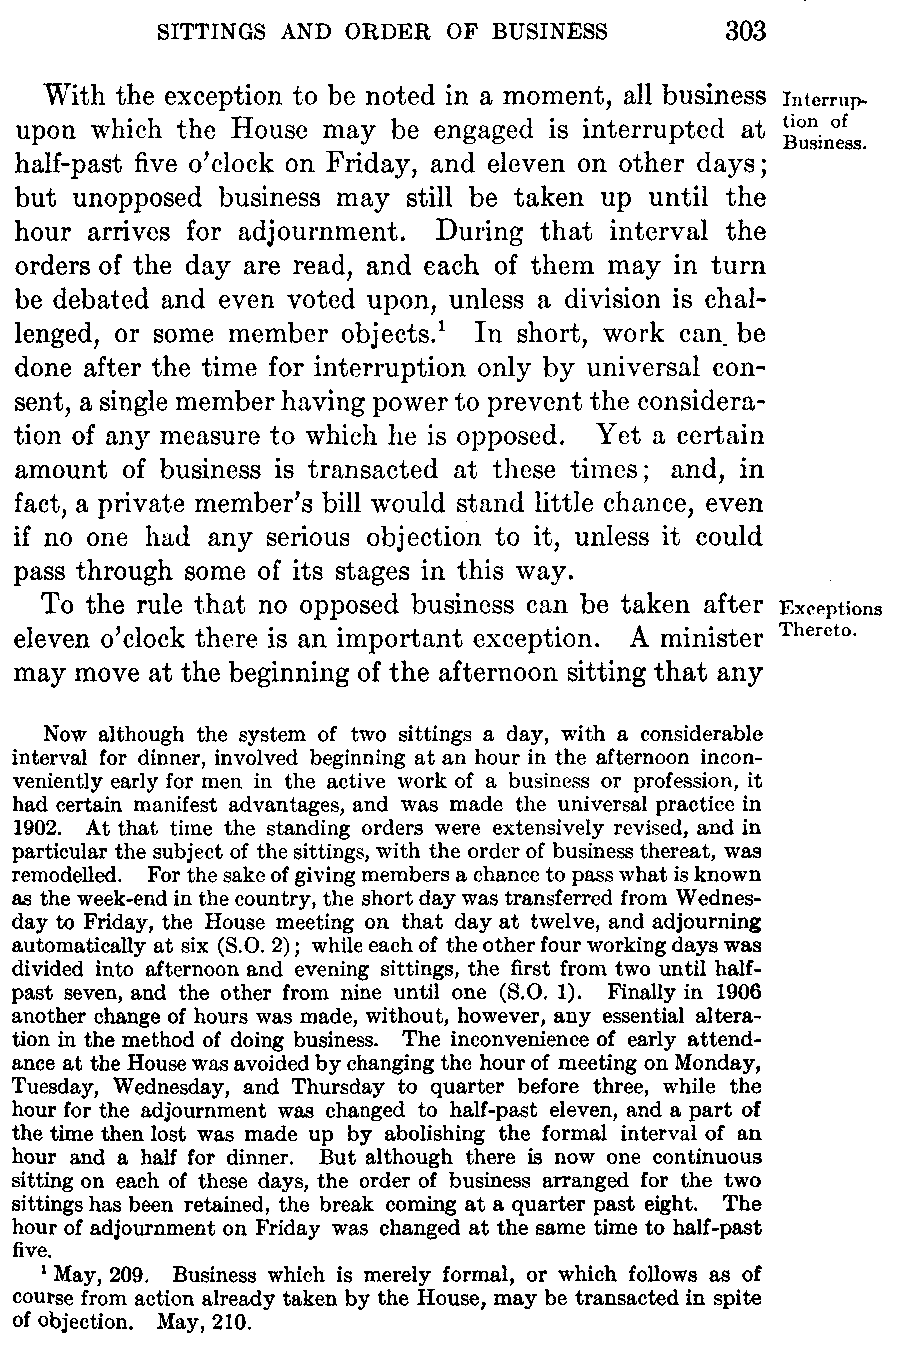 SITTINGS AND ORDER OF BUSINESS 303
With the exception to be noted in a moment, all business
upon which the House may be engaged is interrupted at
half-past five o'clock on Friday, and eleven on other days;
but unopposed business may still be taken up until the
hour arrives for adjournment. During that interval the
orders of the day are read, and each of them may in turn
be debated and even voted upon, unless a division is chal-
lenged, or some member objects.¹ In short, work can be
done after the time for interruption only by universal con-
sent, a single member having power to prevent the considera-
tion of any measure to which he is opposed. Yet a certain
amount of business is transacted at these times; and, in
fact, a private member's bill would stand little chance, even
if no one had any serious objection to it, unless it could
pass through some of its stages in this way.
Interrup-
tion of
Business.
To the rule that no opposed business can be taken after
eleven o'clock there is an important exception. A minister
may move at the beginning of the afternoon sitting that any
Exceptions
Thereto.
Now although the system of two sittings a day, with a considerable
interval for dinner, involved beginning at an hour in the afternoon incon-
veniently early for men in the active work of a business or profession, it
had certain manifest advantages, and was made the universal practice in
1902. At that time the standing orders were extensively revised, and in
particular the subject of the sittings, with the order of business thereat, was
remodelled. For the sake of giving members a chance to pass what is known
as the week-end in the country, the short day was transferred from Wednes-
day to Friday, the House meeting on that day at twelve, and adjourning
automatically at six (S.O. 2); while each of the other four working days was
divided into afternoon and evening sittings, the first from two until half-
past seven, and the other from nine until one (S.O. 1). Finally in 1906
another change of hours was made, without, however, any essential altera-
tion in the method of doing business. The inconvenience of early attend-
ance at the House was avoided by changing the hour of meeting on Monday,
Tuesday, Wednesday, and Thursday to quarter before three, while the
hour for the adjournment was changed to half-past eleven, and a part of
the time then lost was made up by abolishing the formal interval of an
hour and a half for dinner. But although there is now one continuous
sitting on each of these days, the order of business arranged for the two
sittings has been retained, the break coming at a quarter past eight. The
hour of adjournment on Friday was changed at the same time to half-past
five.
¹ May, 209. Business which is merely formal, or which follows as of
course from action already taken by the House, may be transacted in spite
of objection. May, 210.